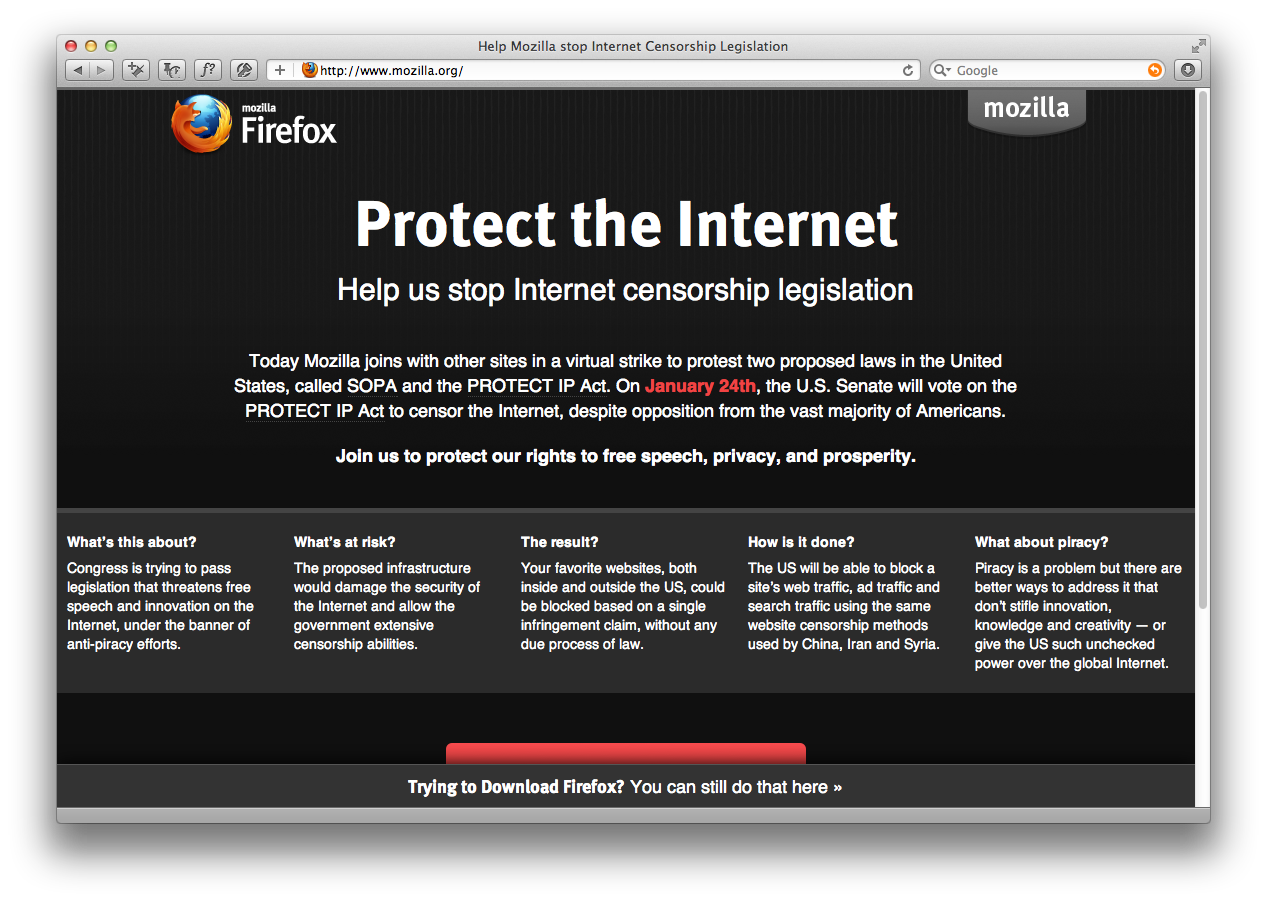 Help Mozilla stop Internet Censorship Legislation
f?
http://www.mozilla.org/
Google
mozilla
Firefox
mozilla
Protect the Internet
Help us stop Internet censorship legislation
Today Mozilla joins with other sites in a virtual strike to protest two proposed laws in the United
States, called SOPA and the PROTECT IP Act. On January 24th, the U.S. Senate will vote on the
PROTECT IP Act to censor the Internet, despite opposition from the vast majority of Americans.
Join us to protect our rights to free speech, privacy, and prosperity.
What's this about?
Congress is trying to pass
legislation that threatens free
speech and innovation on the
Internet, under the banner of
anti-piracy efforts.
What's at risk?
The proposed infrastructure
would damage the security of
the Internet and allow the
government extensive
censorship abilities.
The result?
Your favorite websites, both
inside and outside the US, could
be blocked based on a single
infringement claim, without any
due process of law.
How is it done?
The US will be able to block a
site's web traffic, ad traffic and
search traffic using the same
website censorship methods
used by China, Iran and Syria.
What about piracy?
Piracy is a problem but there are
better ways to address it that
don't stifle innovation,
knowledge and creativity — or
give the US such unchecked
power over the global Internet.
Trying to Download Firefox? You can still do that here »